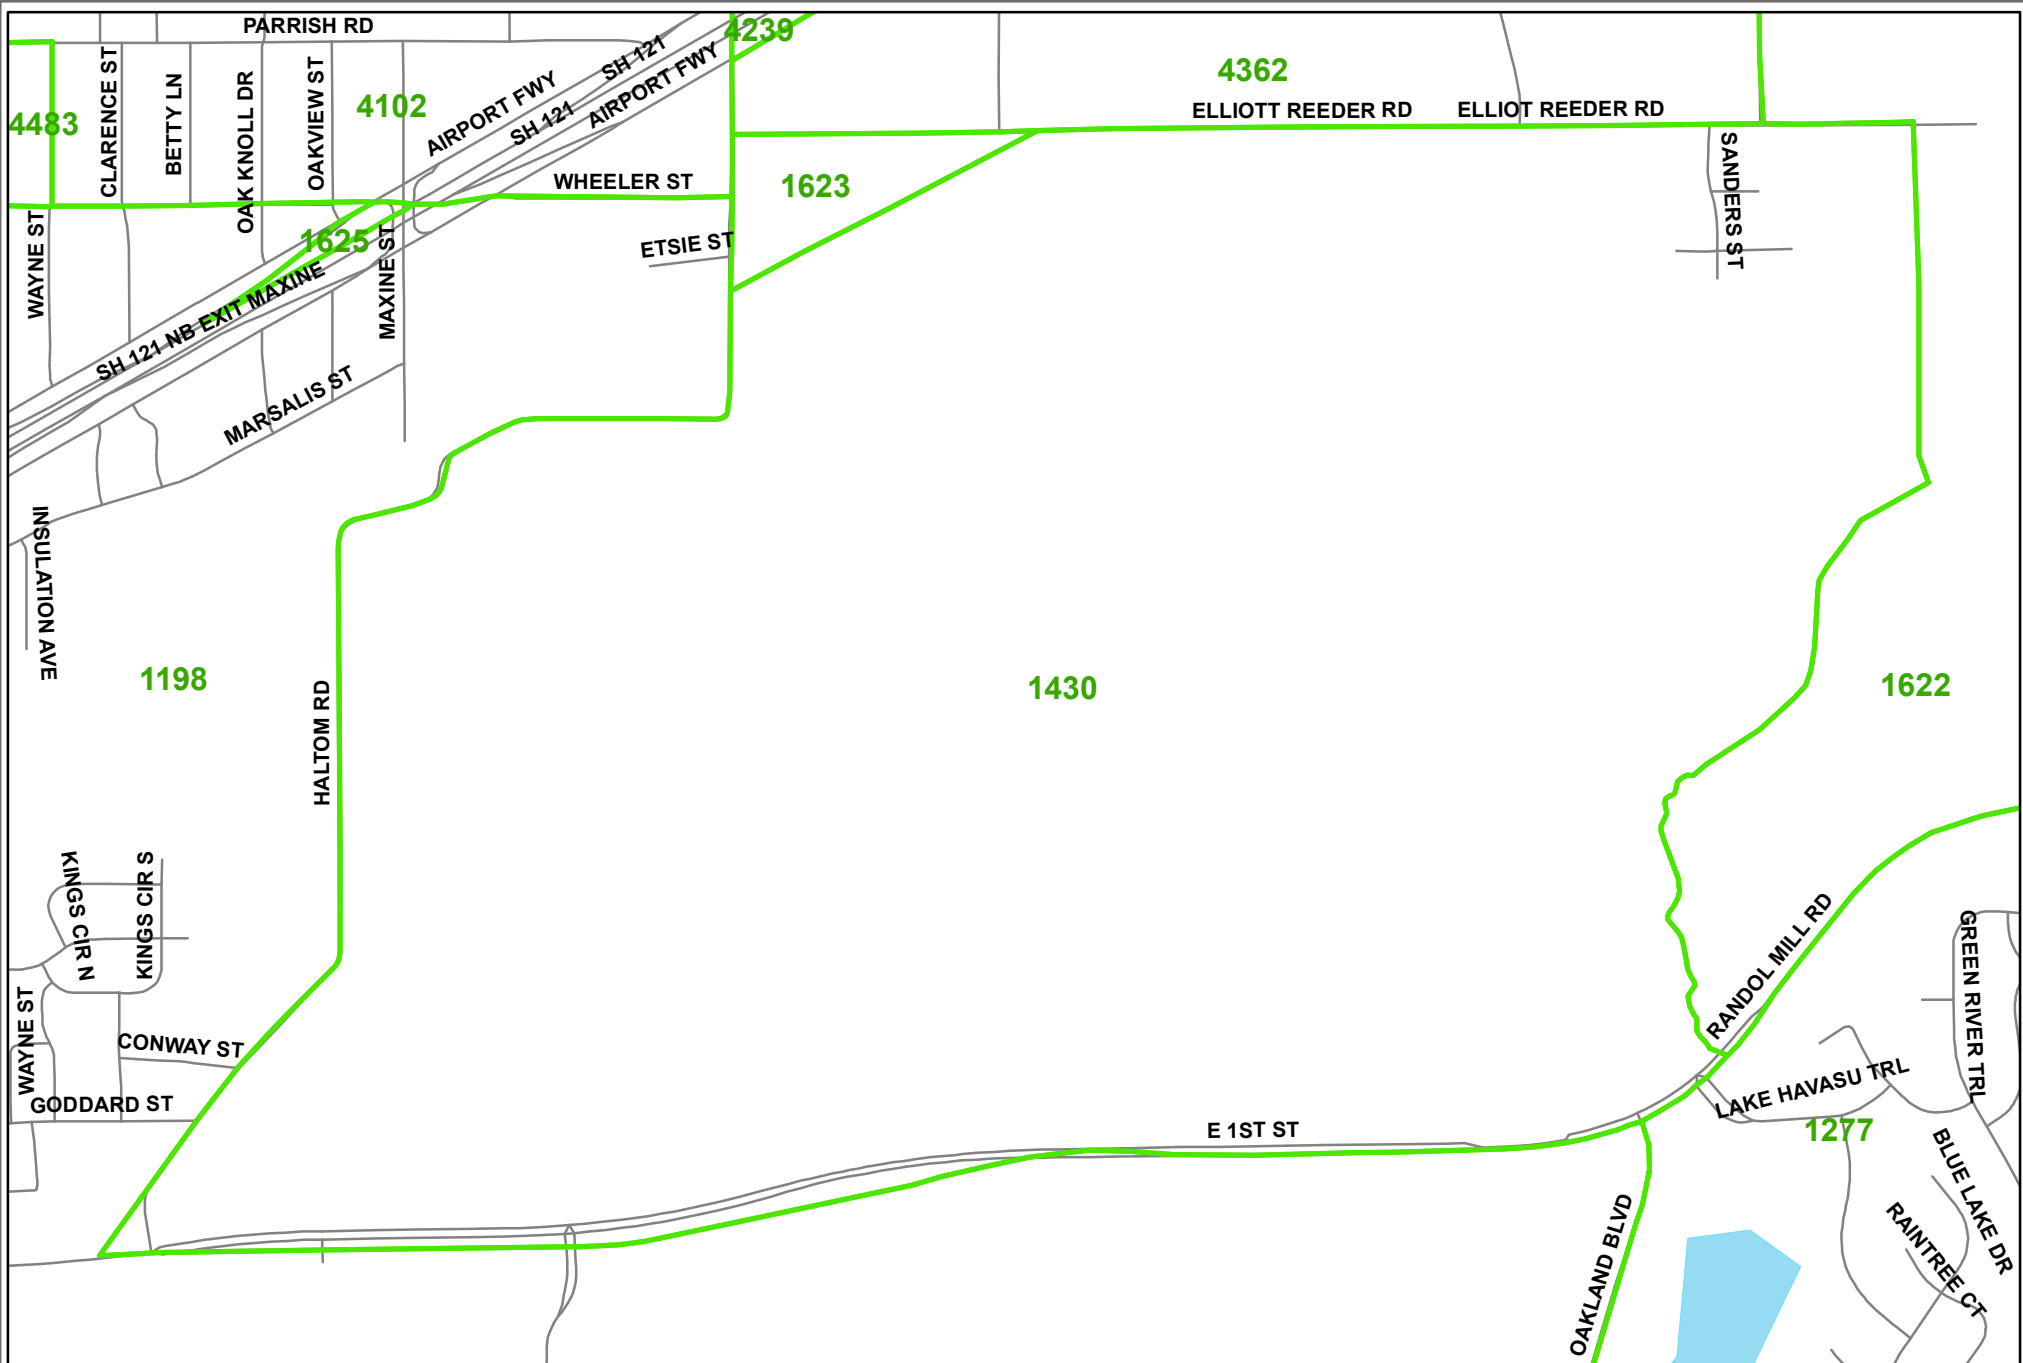 PARRISH RD
4239
SH 121
AIRPORT FWY
4362
ELLIOTT REEDER RD
ELLIOT REEDER RD
4483
CLARENCE ST
BETTY LN
OAK KNOLL DR
OAKVIEW ST
4102
AIRPORT FWY
SH 121
WHEELER ST
1623
SANDERS ST
WAYNE ST
1625
MAXINE ST
ETSIE ST
SH 121 NB EXIT MAXINE
MARSALIS ST
INSULATION AVE
1198
HALTOM RD
1430
1622
KINGS CIR N
KINGS CIR S
RANDOL MILL RD
GREEN RIVER TRL
WAYNE ST
CONWAY ST
GODDARD ST
LAKE HAVASU TRL
E 1ST ST
1277
BLUE LAKE DR
OAKLAND BLVD
RAINTREE CT